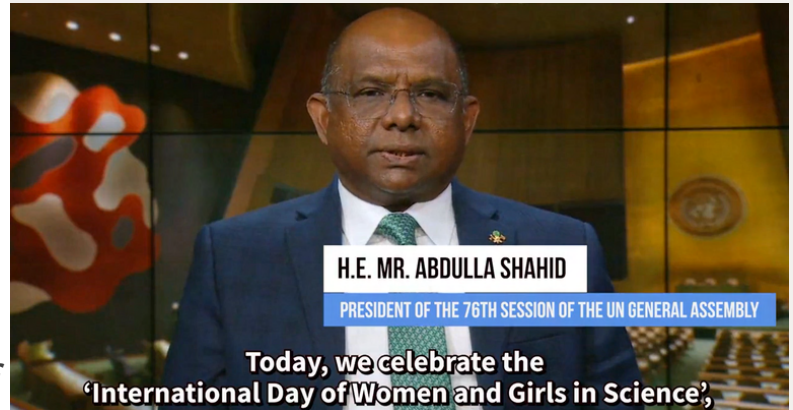 H.E. MR. ABDULLA SHAHID
PRESIDENT OF THE 76TH SESSION OF THE UN GENERAL ASSEMBLY
Today, we celebrate the
‘International Day of Women and Girls in Science’,